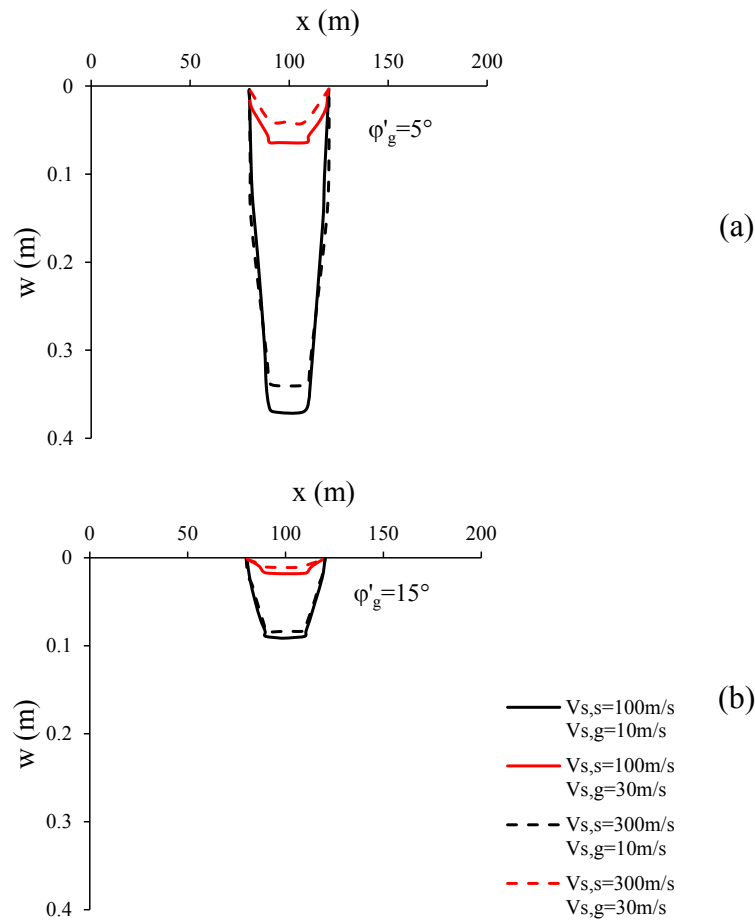 x (m)
0 50 100 150 200
0
φ'g=5°
0.1
(a)
0.2
w (m)
0.3
0.4
x (m)
0 50 100 150 200
0
φ'g=15°
0.1
Vs,s=100m/s
Vs,g=10m/s
(b)
0.2
w (m)
Vs,s=100m/s
Vs,g=30m/s
0.3
Vs,s=300m/s
Vs,g=10m/s
0.4
Vs,s=300m/s
Vs,g=30m/s